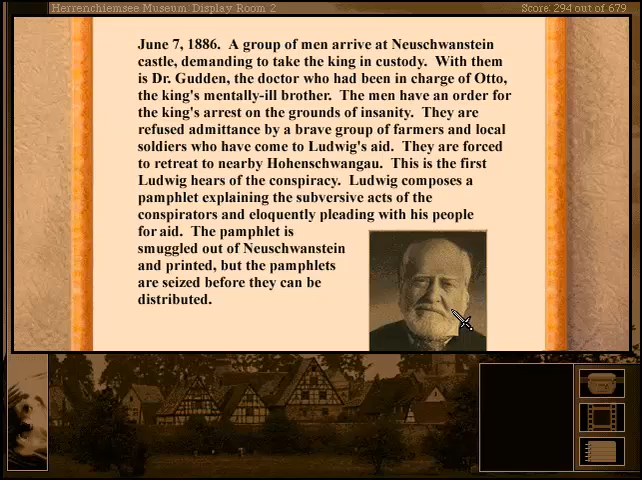 Herrenchiemsee Museum: Display Room 2
Score: 294 out of 679
June 7, 1886.  A group of men arrive at Neuschwanstein
castle, demanding to take the king in custody.  With them
is Dr. Gudden, the doctor who had been in charge of Otto,
the king's mentally-ill brother.  The men have an order for
the king's arrest on the grounds of insanity.  They are
refused admittance by a brave group of farmers and local
soldiers who have come to Ludwig's aid.  They are forced
to retreat to nearby Hohenschwangau.  This is the first
Ludwig hears of the conspiracy.  Ludwig composes a
pamphlet explaining the subversive acts of the
conspirators and eloquently pleading with his people
for aid.  The pamphlet is
smuggled out of Neuschwanstein
and printed, but the pamphlets
are seized before they can be
distributed.